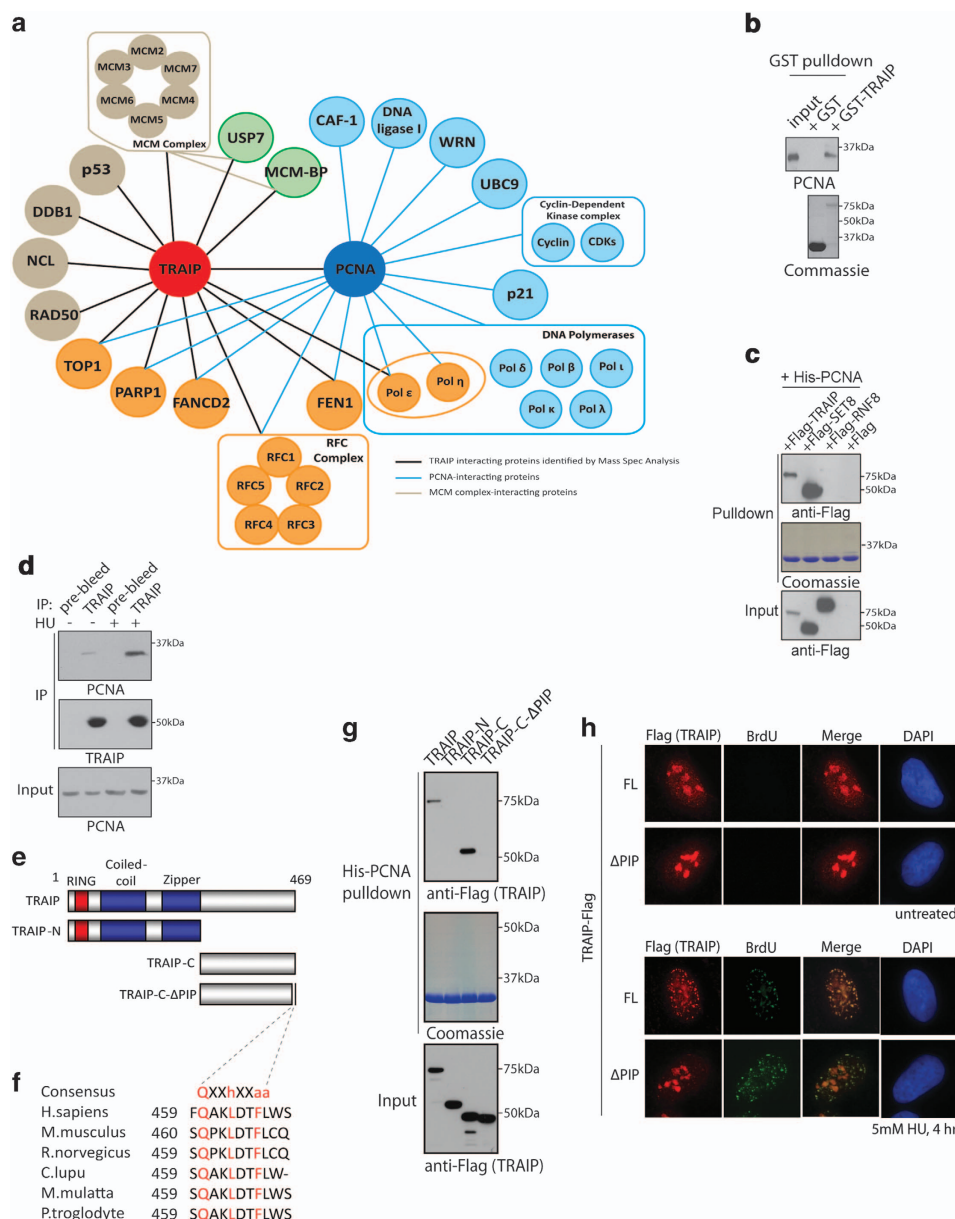 a
MCM2
MCM3
MCM7
MCM6
MCM4
MCM5
MCM Complex
USP7
MCM-BP
p53
DDB1
NCL
RAD50
TOP1
PARP1
FANCD2
TRAIP
PCNA
CAF-1
DNA
ligase I
WRN
UBC9
Cyclin-Dependent
Kinase complex
Cyclin
CDKs
p21
DNA Polymerases
Pol ε
Pol η
Pol δ
Pol β
Pol ι
Pol κ
Pol λ
FEN1
RFC
Complex
RFC1
RFC5
RFC2
RFC4
RFC3
TRAIP interacting proteins identified by Mass Spec Analysis
PCNA-interacting proteins
MCM complex-interacting proteins
b
GST pulldown
input
+ GST
+ GST-TRAIP
37kDa
PCNA
75kDa
50kDa
37kDa
Commassie
c
+ His-PCNA
+Flag-TRAIP
+Flag-SET8
+Flag-RNF8
+Flag
75kDa
50kDa
anti-Flag
Pulldown
37kDa
Coomassie
Input
75kDa
50kDa
anti-Flag
d
IP:
pre-bleed
TRAIP
pre-bleed
TRAIP
HU - - + +
37kDa
PCNA
IP
50kDa
TRAIP
Input
37kDa
PCNA
e
1 RING Coiled-
coil Zipper 469
TRAIP
TRAIP-N
TRAIP-C
TRAIP-C-ΔPIP
f
Consensus QXXhXXaa
H.sapiens 459 FQAKLDTFLWS
M.musculus 460 SQPKLDTFLCQ
R.norvegicus 459 SQPKLDTFLCQ
C.lupu 459 SQAKLDTFLW-
M.mulatta 459 SQAKLDTFLWS
P.troglodyte 459 SQAKLDTFLWS
g
TRAIP
TRAIP-N
TRAIP-C
TRAIP-C-ΔPIP
75kDa
50kDa
anti-Flag (TRAIP)
His-PCNA
pulldown
50kDa
37kDa
Coomassie
Input
75kDa
50kDa
anti-Flag (TRAIP)
h
Flag (TRAIP) BrdU Merge DAPI
FL
ΔPIP
untreated
TRAIP-Flag
Flag (TRAIP) BrdU Merge DAPI
FL
ΔPIP
5mM HU, 4 hr